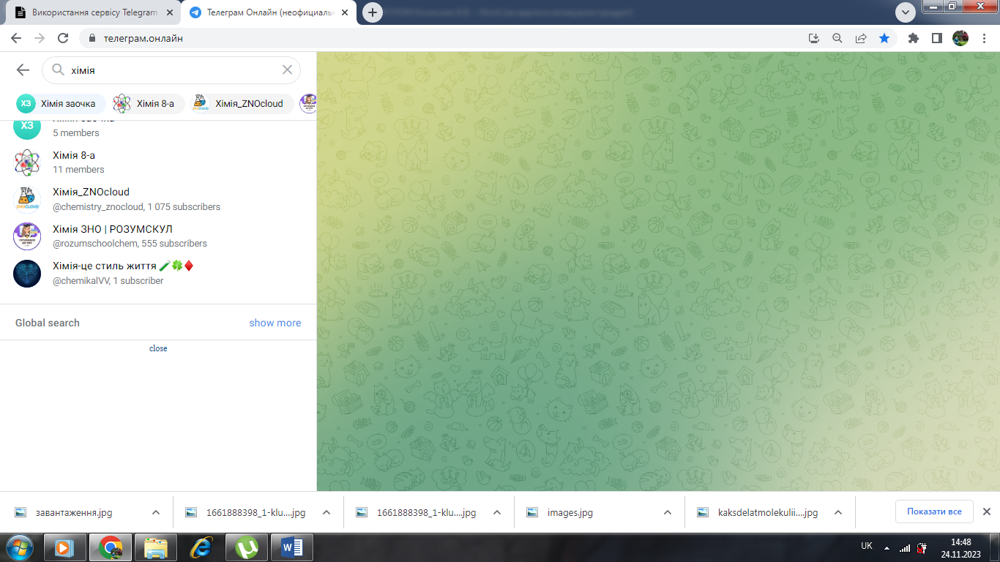 Використання сервісу Telegram
Телеграм Онлайн (неофициальн
телеграм.онлайн
хімія
ХЗ Хімія заочка
Хімія 8-а
Хімія_ZNOcloud
ХЗ
5 members
Хімія 8-а
11 members
Хімія_ZNOcloud
@chemistry_znocloud, 1 075 subscribers
Хімія ЗНО | РОЗУМСКУЛ
@rozumschoolchem, 555 subscribers
Хімія-це стиль життя 🧪🍀♦️
@chemikalVV, 1 subscriber
Global search
show more
close
завантаження.jpg
1661888398_1-klu....jpg
1661888398_1-klu....jpg
images.jpg
kaksdelatmolekulii....jpg
Показати все
UK
14:48
24.11.2023